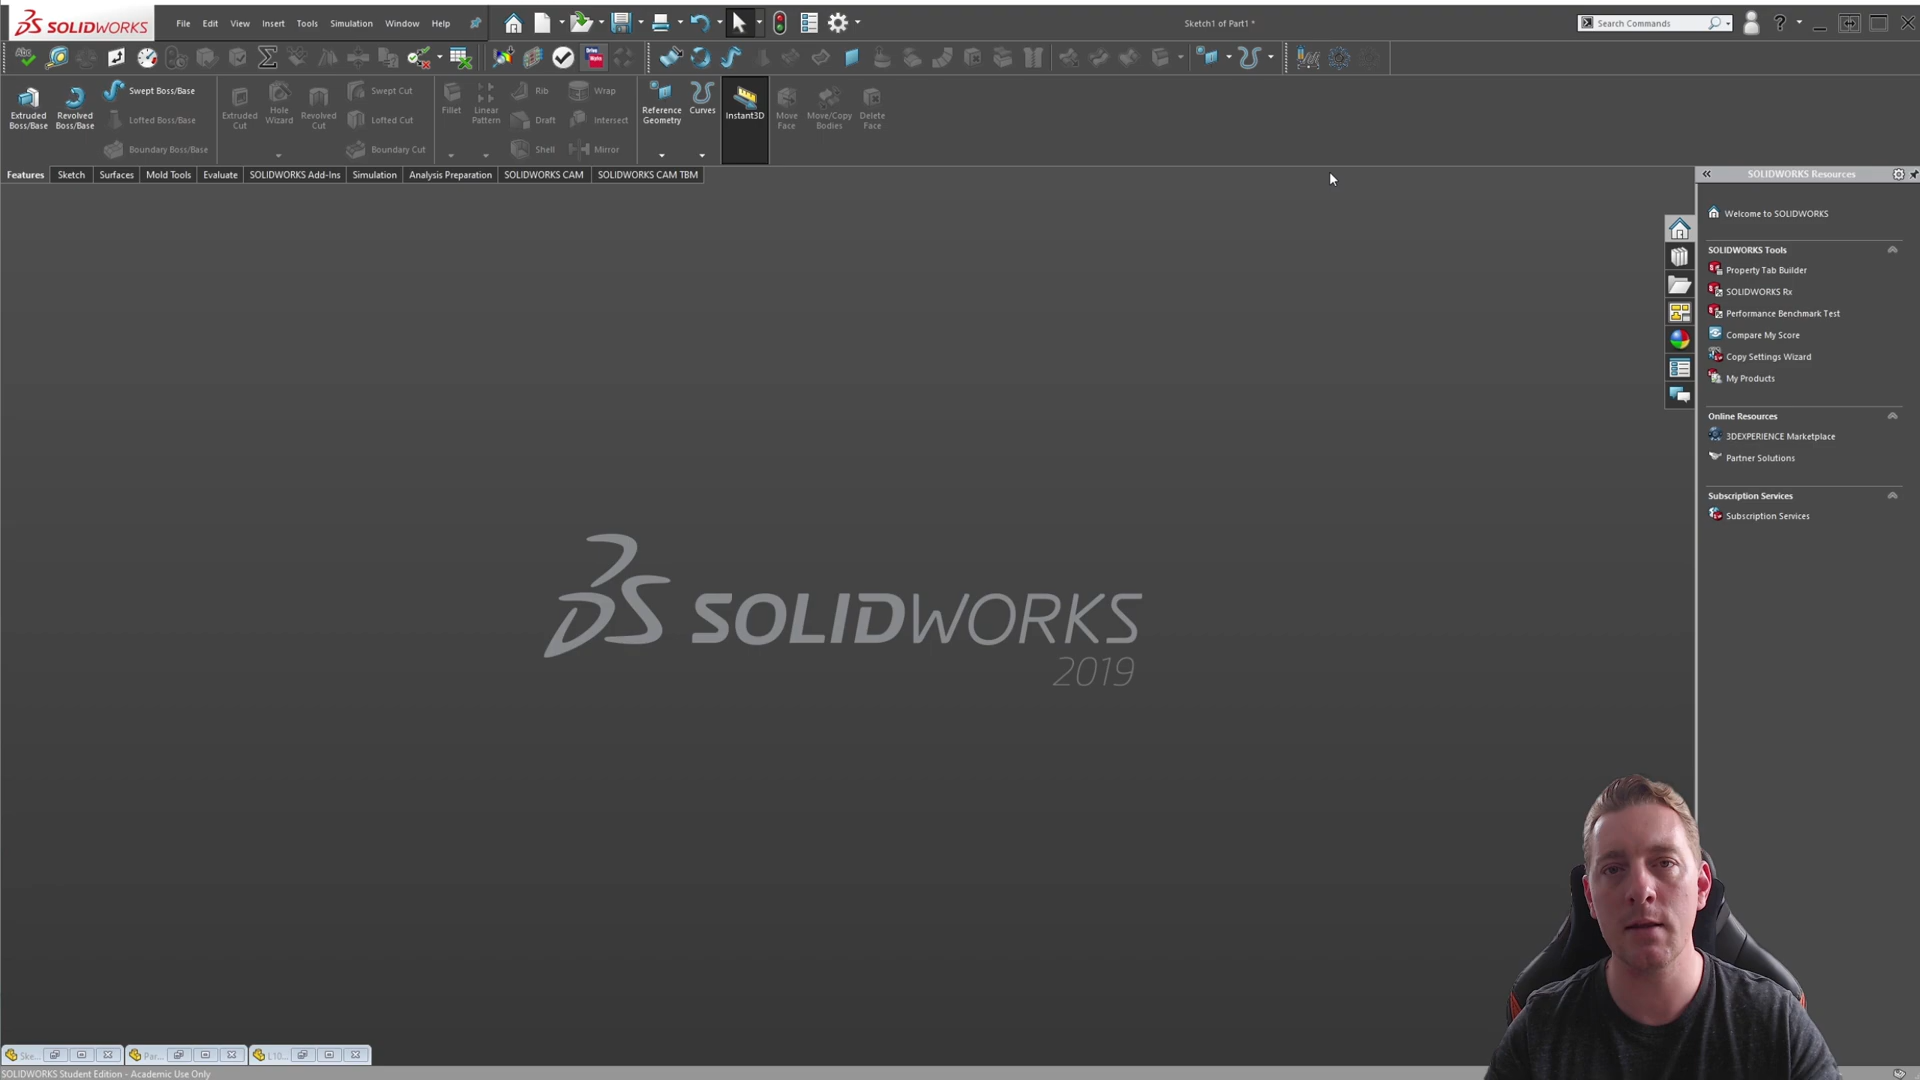 SOLIDWORKS
File Edit View Insert Tools Simulation Window Help
Sketch1 of Part1 *
Search Commands
Extruded Boss/Base
Revolved Boss/Base
Swept Boss/Base
Lofted Boss/Base
Boundary Boss/Base
Extruded Cut
Hole Wizard
Revolved Cut
Swept Cut
Lofted Cut
Boundary Cut
Fillet
Linear Pattern
Rib
Draft
Shell
Wrap
Intersect
Mirror
Reference Geometry
Curves
Instant3D
Move Face
Move/Copy Bodies
Delete Face
Features Sketch Surfaces Mold Tools Evaluate SOLIDWORKS Add-Ins Simulation Analysis Preparation SOLIDWORKS CAM SOLIDWORKS CAM TBM
SOLIDWORKS Resources
Welcome to SOLIDWORKS
SOLIDWORKS Tools
Property Tab Builder
SOLIDWORKS Rx
Performance Benchmark Test
Compare My Score
Copy Settings Wizard
My Products
Online Resources
3DEXPERIENCE Marketplace
Partner Solutions
Subscription Services
Subscription Services
SOLIDWORKS
2019
Ske...
Par...
L10...
SOLIDWORKS Student Edition - Academic Use Only